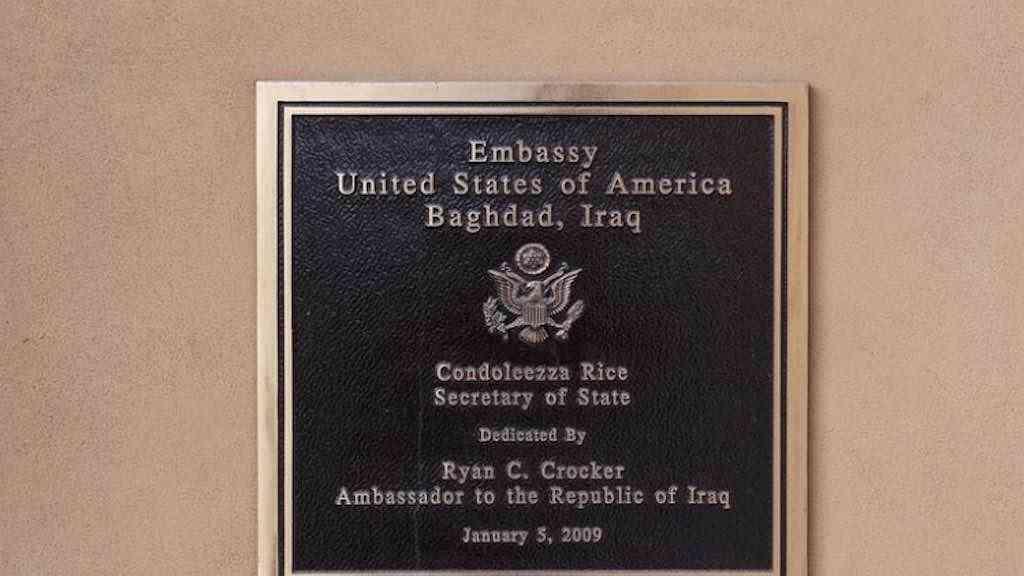 Embassy
United States of America
Baghdad, Iraq
Condoleezza Rice
Secretary of State
Dedicated By
Ryan C. Crocker
Ambassador to the Republic of Iraq
January 5, 2009